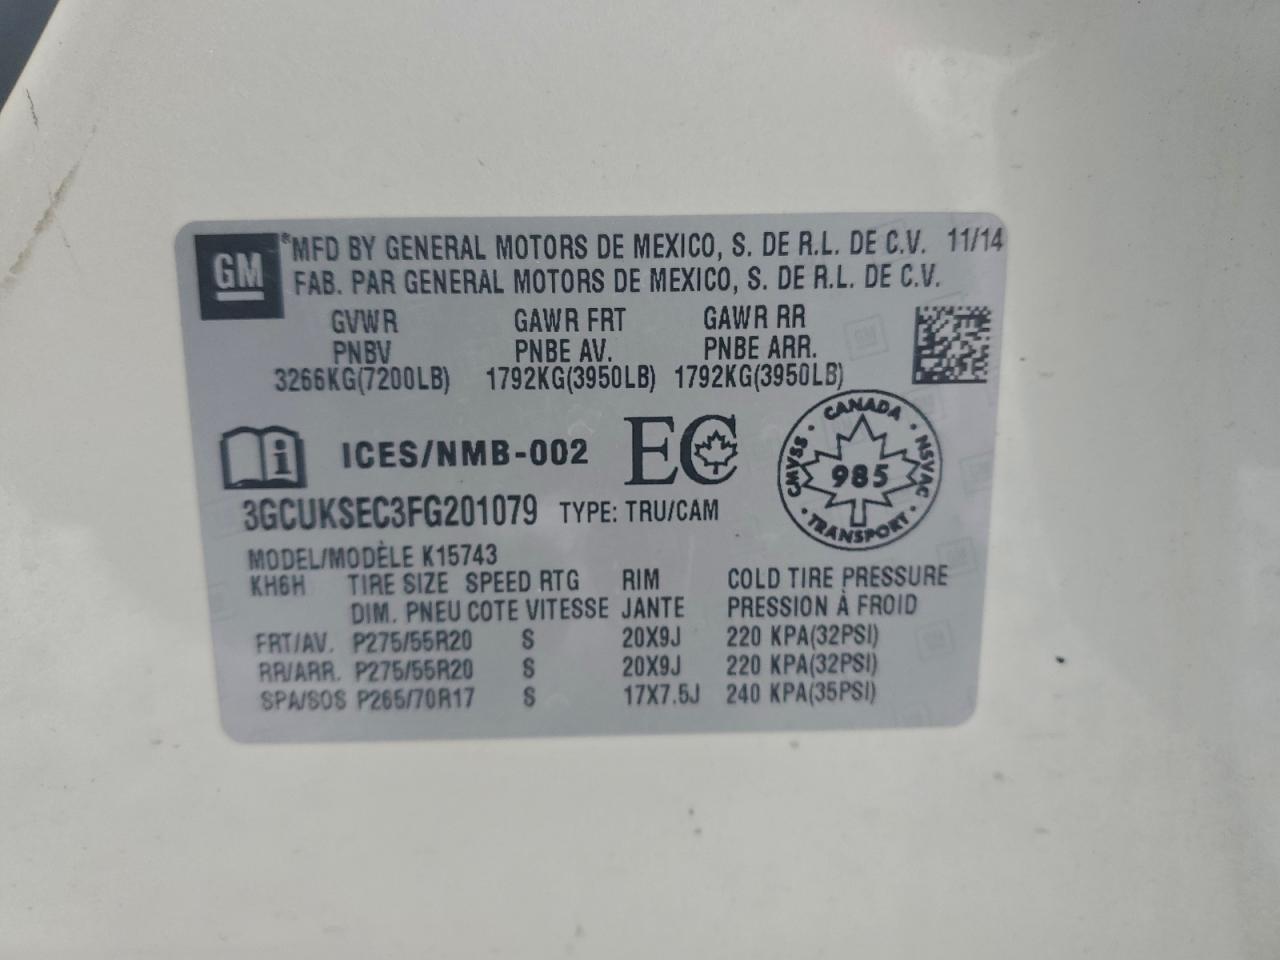 GM
*MFD BY GENERAL MOTORS DE MEXICO, S. DE R.L. DE C.V. 11/14
FAB. PAR GENERAL MOTORS DE MEXICO, S. DE R.L. DE C.V.
GVWR GAWR FRT GAWR RR
PNBV PNBE AV. PNBE ARR.
3266KG(7200LB) 1792KG(3950LB) 1792KG(3950LB)
i ICES/NMB-002 EC
CANADA
CMVSS 985 NSVAC
TRANSPORT
3GCUKSEC3FG201079 TYPE: TRU/CAM
MODEL/MODÈLE K15743
KH6H TIRE SIZE SPEED RTG RIM COLD TIRE PRESSURE
DIM. PNEU COTE VITESSE JANTE PRESSION À FROID
FRT/AV. P275/55R20 S 20X9J 220 KPA(32PSI)
RR/ARR. P275/55R20 S 20X9J 220 KPA(32PSI)
SPA/SOS P265/70R17 S 17X7.5J 240 KPA(35PSI)